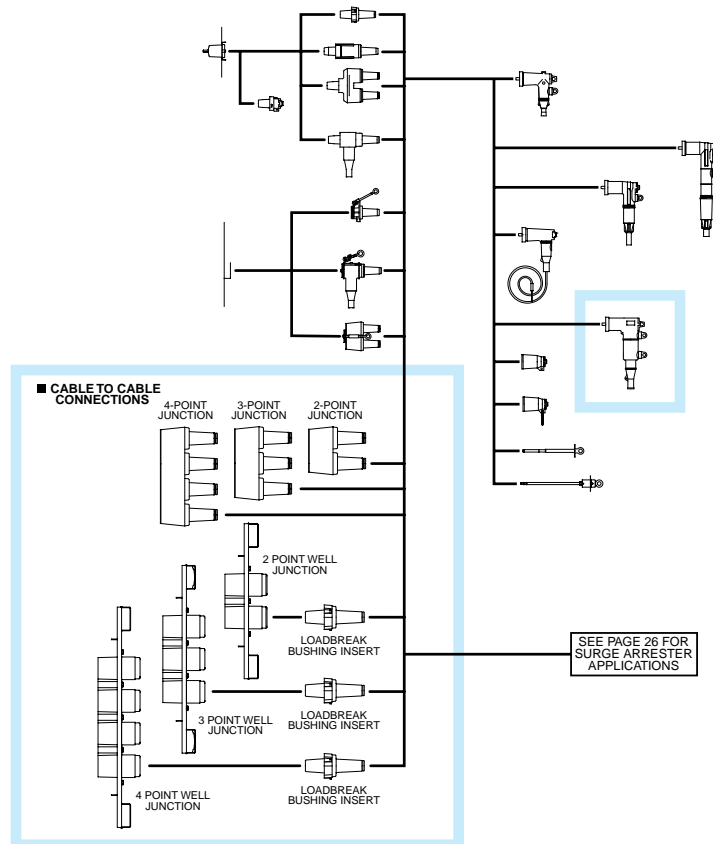 ■ CABLE TO CABLE
CONNECTIONS
4-POINT
JUNCTION
3-POINT
JUNCTION
2-POINT
JUNCTION
2 POINT WELL
JUNCTION
LOADBREAK
BUSHING INSERT
SEE PAGE 26 FOR
SURGE ARRESTER
APPLICATIONS
3 POINT WELL
JUNCTION
LOADBREAK
BUSHING INSERT
4 POINT WELL
JUNCTION
LOADBREAK
BUSHING INSERT